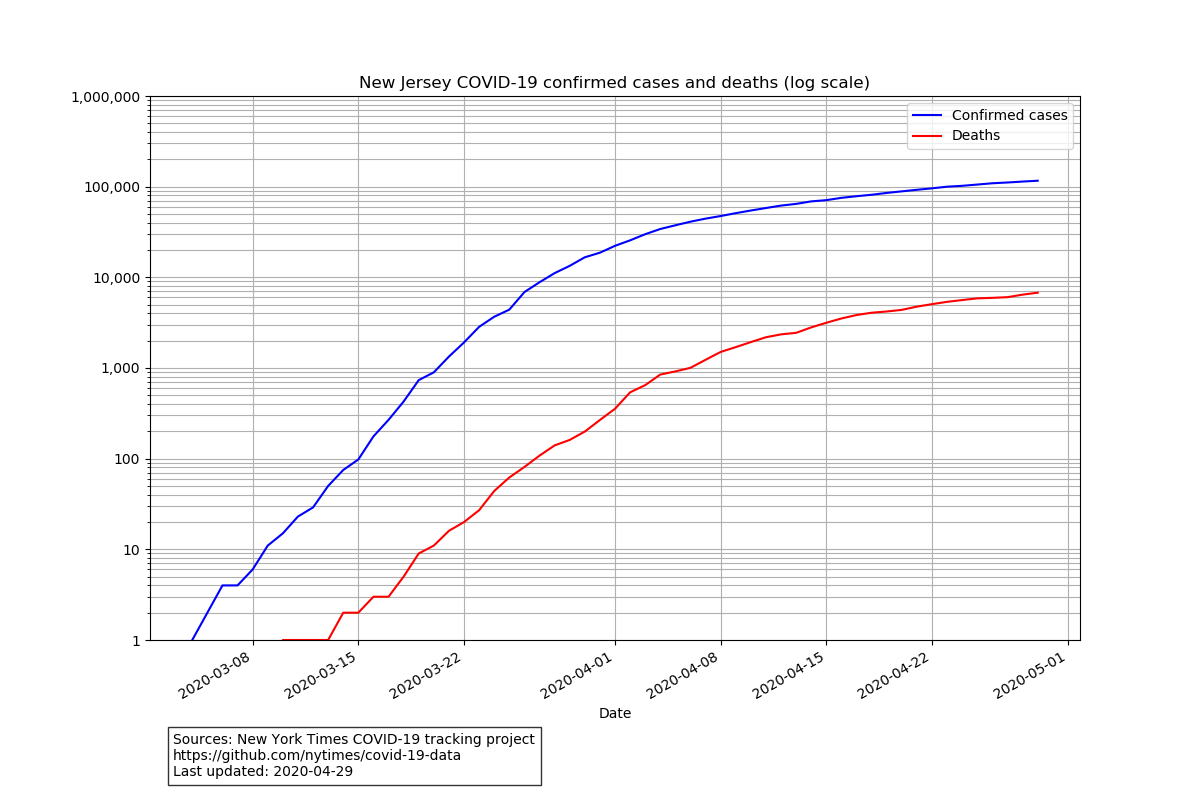 New Jersey COVID-19 confirmed cases and deaths (log scale)
1,000,000
100,000
10,000
1,000
100
10
1
Confirmed cases
Deaths
2020-03-08
2020-03-15
2020-03-22
2020-04-01
2020-04-08
2020-04-15
2020-04-22
2020-05-01
Date
Sources: New York Times COVID-19 tracking project
https://github.com/nytimes/covid-19-data
Last updated: 2020-04-29